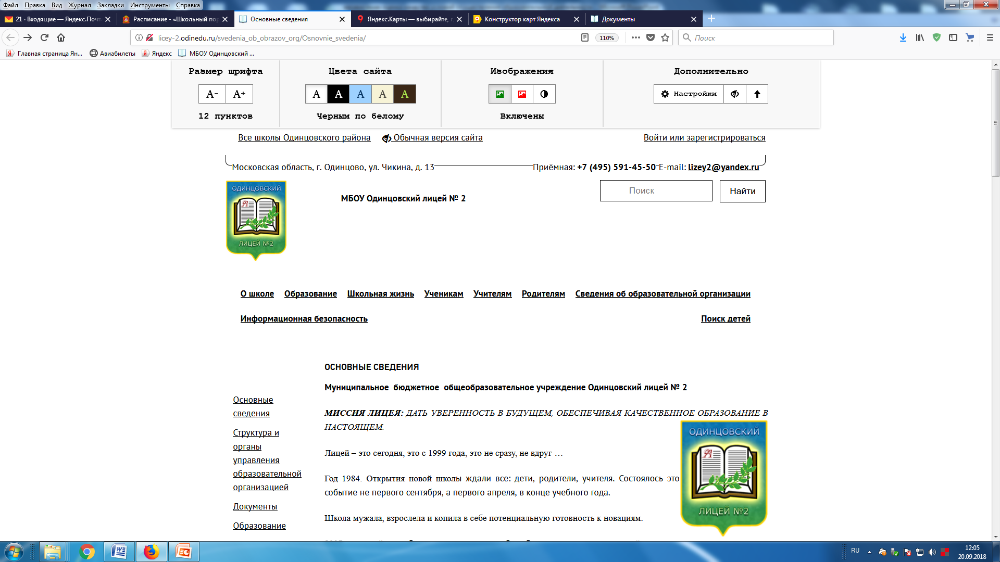 Файл Правка Вид Журнал Закладки Инструменты Справка
21 · Входящие — Яндекс.Почт
Расписание - «Школьный пор
Основные сведения
Яндекс.Карты — выбирайте, г
Конструктор карт Яндекса
Документы
licey-2.odinedu.ru/svedenia_ob_obrazov_org/Osnovnie_svedenia/
110%
Поиск
Главная страница Ян...
Авиабилеты
Яндекс
МБОУ Одинцовский ...
Размер шрифта Цвета сайта Изображения Дополнительно
A- A+ A A A A A Настройки
12 пунктов Черным по белому Включены
Все школы Одинцовского района Обычная версия сайта Войти или зарегистрироваться
Московская область, г. Одинцово, ул. Чикина, д. 13 Приёмная: +7 (495) 591-45-50 E-mail: lizey2@yandex.ru
ОДИНЦОВСКИЙ
ЛИЦЕЙ №2
МБОУ Одинцовский лицей № 2
Поиск Найти
О школе Образование Школьная жизнь Ученикам Учителям Родителям Сведения об образовательной организации
Информационная безопасность Поиск детей
ОСНОВНЫЕ СВЕДЕНИЯ
Муниципальное бюджетное общеобразовательное учреждение Одинцовский лицей № 2
Основные
сведения
Структура и
органы
управления
образовательной
организацией
Документы
Образование
МИССИЯ ЛИЦЕЯ: ДАТЬ УВЕРЕННОСТЬ В БУДУЩЕМ, ОБЕСПЕЧИВАЯ КАЧЕСТВЕННОЕ ОБРАЗОВАНИЕ В
НАСТОЯЩЕМ.
Лицей – это сегодня, это с 1999 года, это не сразу, не вдруг …
Год 1984. Открытия новой школы ждали все: дети, родители, учителя. Состоялось это
событие не первого сентября, а первого апреля, в конце учебного года.
Школа мужала, взрослела и копила в себе потенциальную готовность к новациям.
ОДИНЦОВСКИЙ
ЛИЦЕЙ №2
RU
12:05
20.09.2018